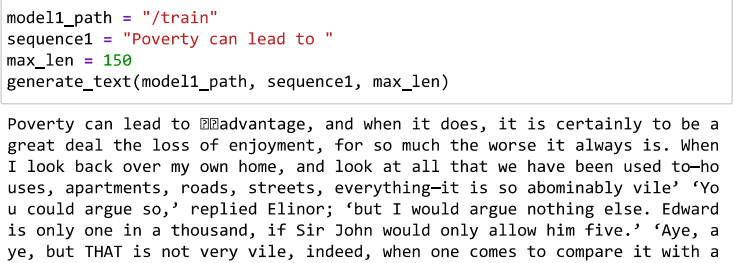 model1_path = "/train"
sequence1 = "Poverty can lead to "
max_len = 150
generate_text(model1_path, sequence1, max_len)
Poverty can lead to ��advantage, and when it does, it is certainly to be a
great deal the loss of enjoyment, for so much the worse it always is. When
I look back over my own home, and look at all that we have been used to—ho
uses, apartments, roads, streets, everything—it is so abominably vile’ ‘Yo
u could argue so,’ replied Elinor; ‘but I would argue nothing else. Edward
is only one in a thousand, if Sir John would only allow him five.’ ‘Aye, a
ye, but THAT is not very vile, indeed, when one comes to compare it with a